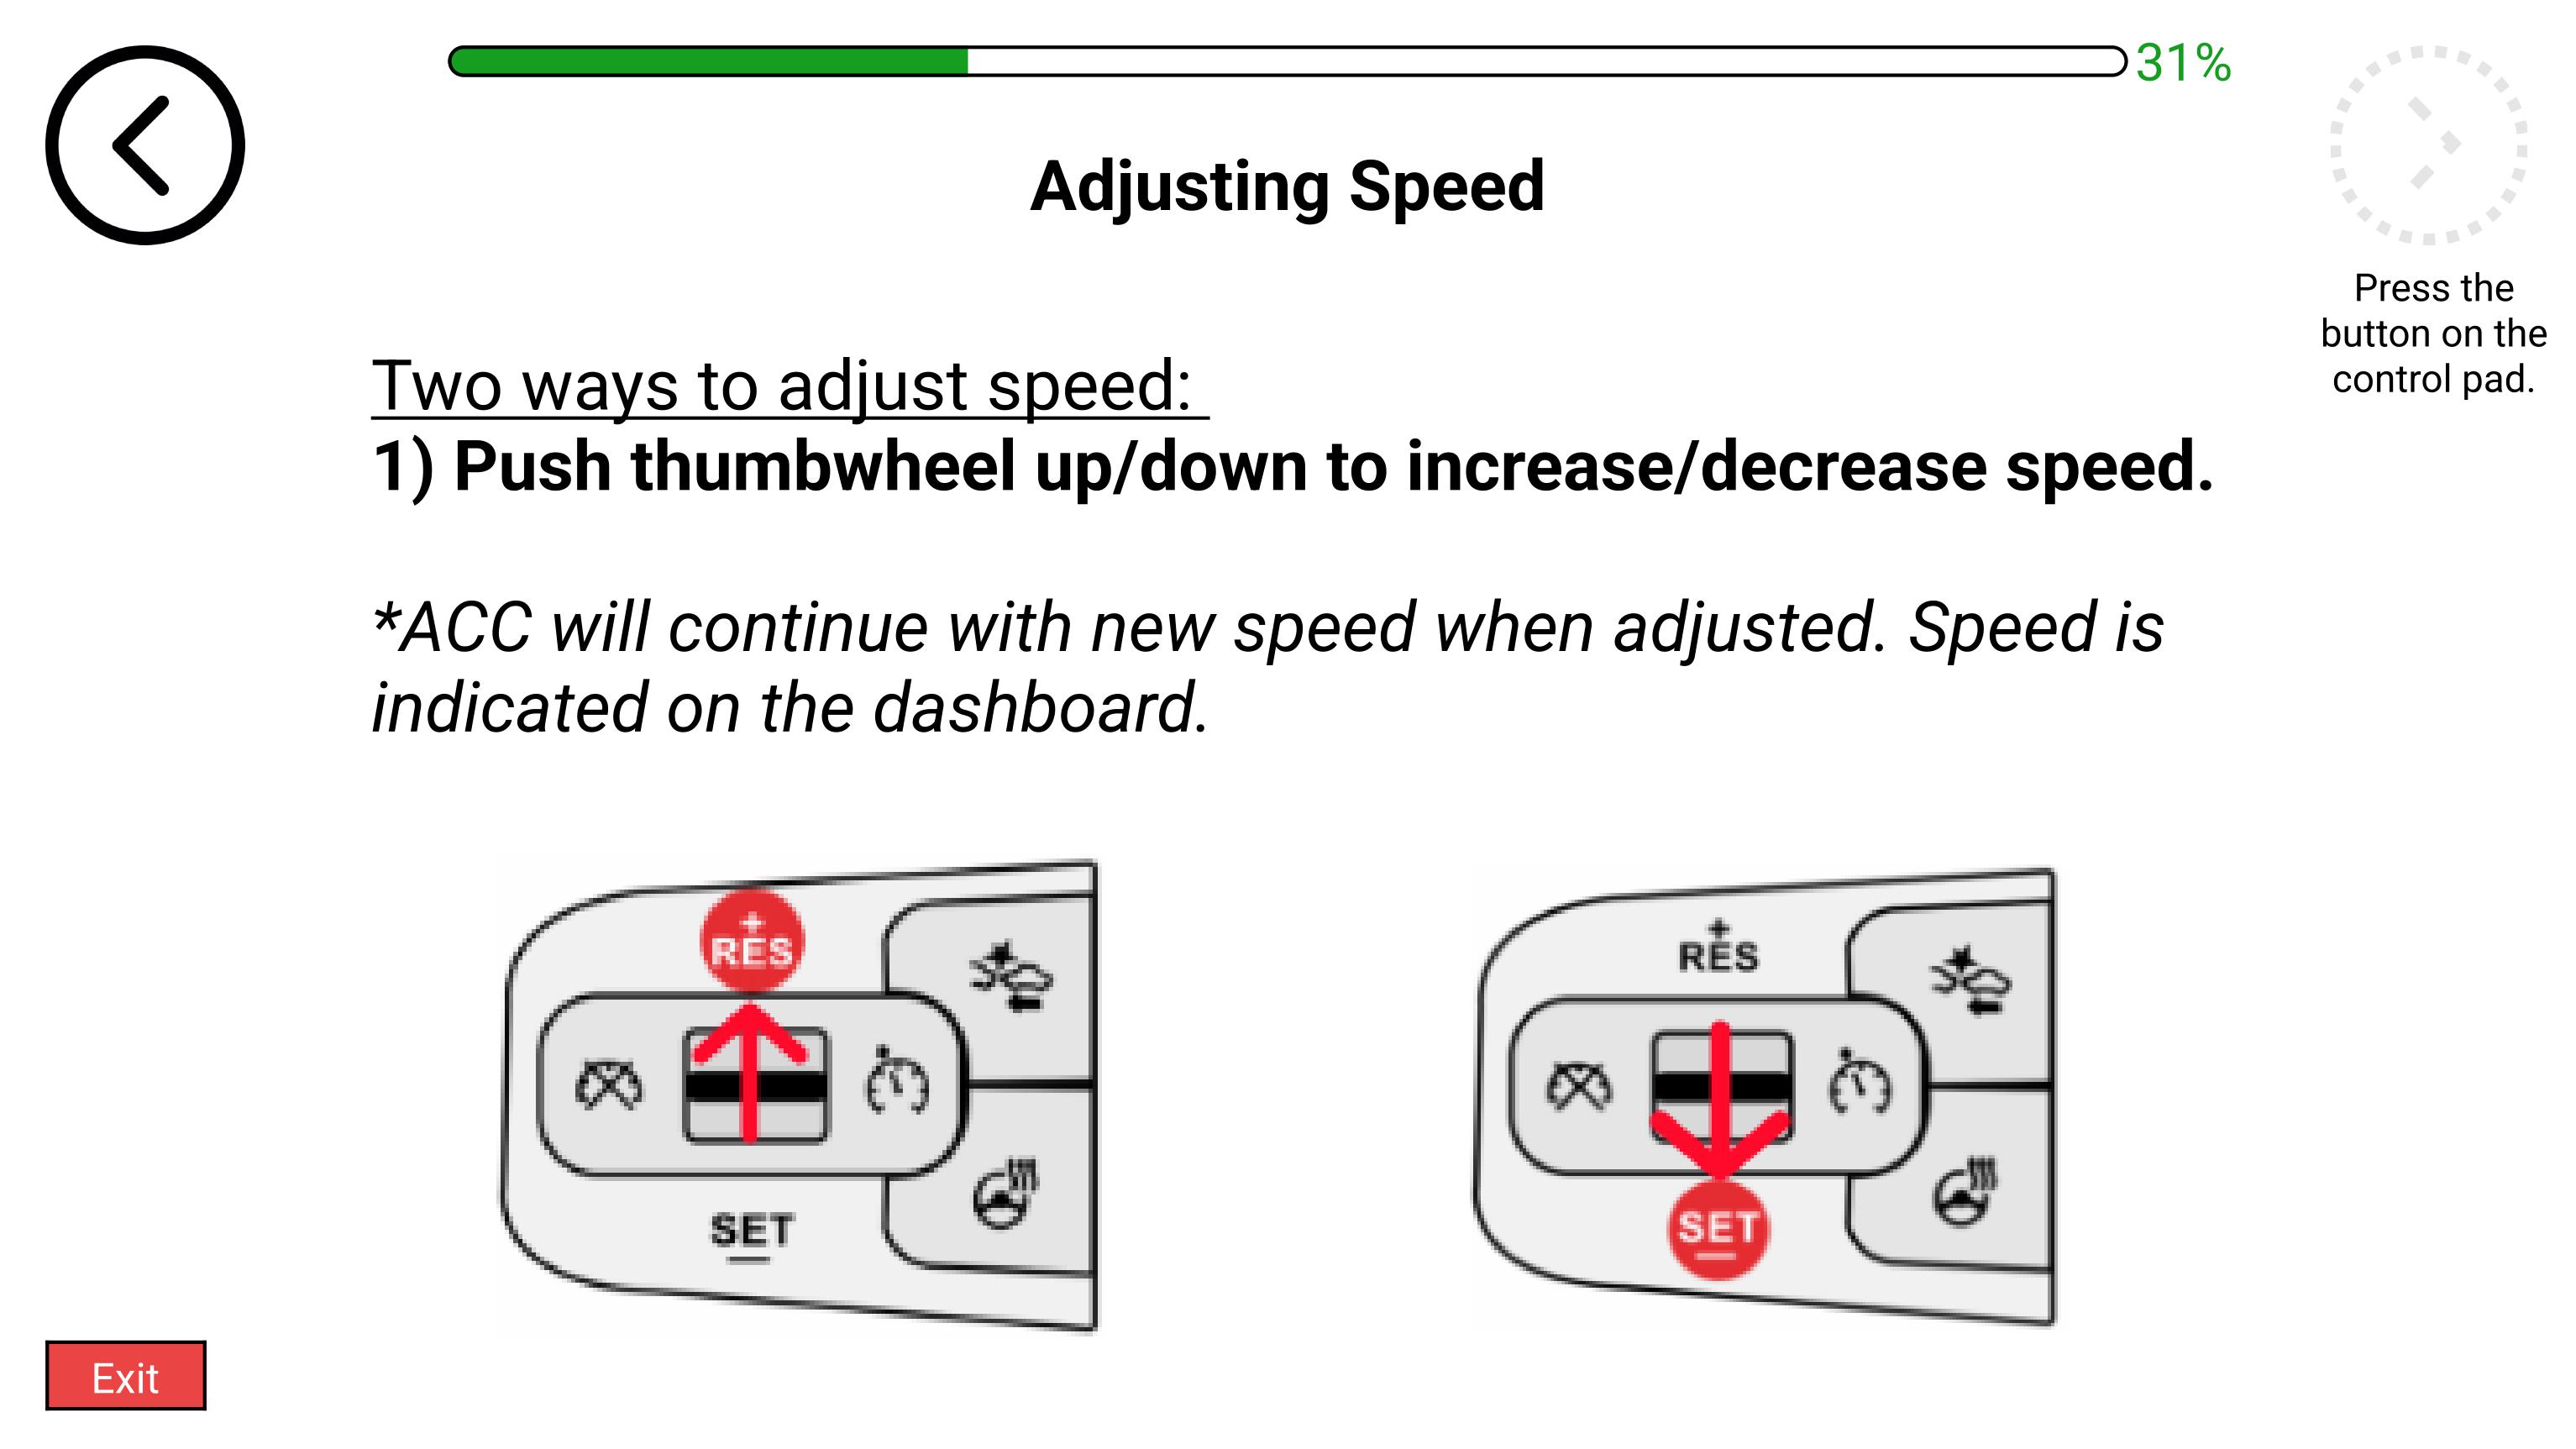 31%
Adjusting Speed
Press the
button on the
control pad.
Two ways to adjust speed:
1) Push thumbwheel up/down to increase/decrease speed.
*ACC will continue with new speed when adjusted. Speed is
indicated on the dashboard.
+
RES
SET
—
+
RES
SET
—
Exit